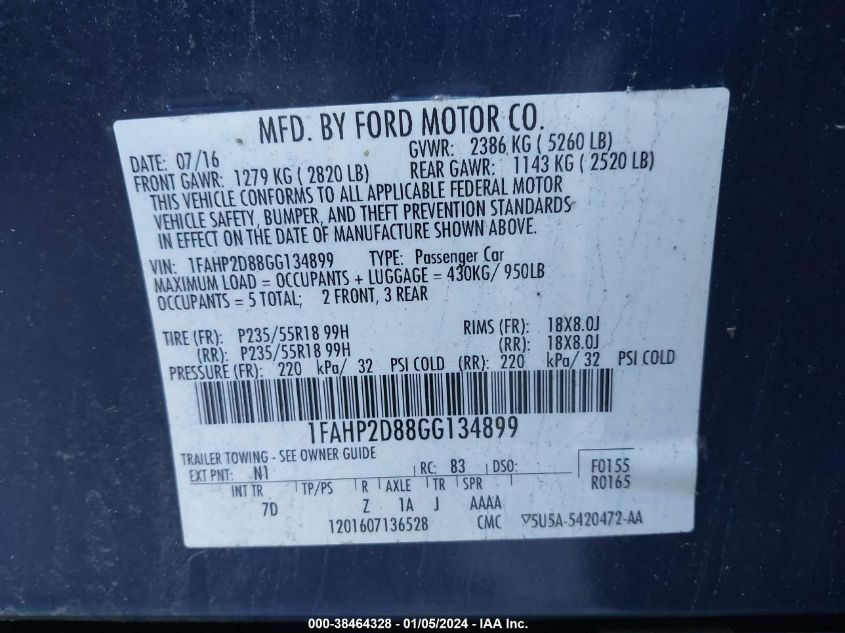 MFD. BY FORD MOTOR CO.
DATE: 07/16 GVWR: 2386 KG ( 5260 LB)
FRONT GAWR: 1279 KG ( 2820 LB) REAR GAWR: 1143 KG ( 2520 LB)
THIS VEHICLE CONFORMS TO ALL APPLICABLE FEDERAL MOTOR
VEHICLE SAFETY, BUMPER, AND THEFT PREVENTION STANDARDS
IN EFFECT ON THE DATE OF MANUFACTURE SHOWN ABOVE.
VIN: 1FAHP2D88GG134899 TYPE: Passenger Car
MAXIMUM LOAD = OCCUPANTS + LUGGAGE = 430KG/ 950LB
OCCUPANTS = 5 TOTAL; 2 FRONT, 3 REAR
TIRE (FR): P235/55R18 99H RIMS (FR): 18X8.0J
(RR): P235/55R18 99H (RR): 18X8.0J
PRESSURE (FR): 220 kPa/ 32 PSI COLD (RR): 220 kPa/ 32 PSI COLD
1FAHP2D88GG134899
TRAILER TOWING - SEE OWNER GUIDE
EXT PNT: N1 RC: 83 DSO: F0155
INT TR TP/PS R AXLE TR SPR R0165
7D Z 1A J AAAA
1201607136528 CMC ▽5U5A-5420472-AA
000-38464328 - 01/05/2024 - IAA Inc.